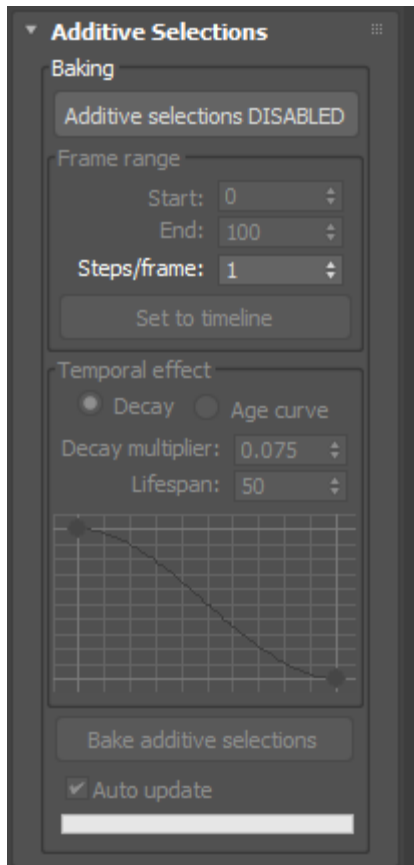 Additive Selections
Baking
Additive selections DISABLED
Frame range
Start: 0
End: 100
Steps/frame: 1
Set to timeline
Temporal effect
Decay Age curve
Decay multiplier: 0.075
Lifespan: 50
Bake additive selections
Auto update